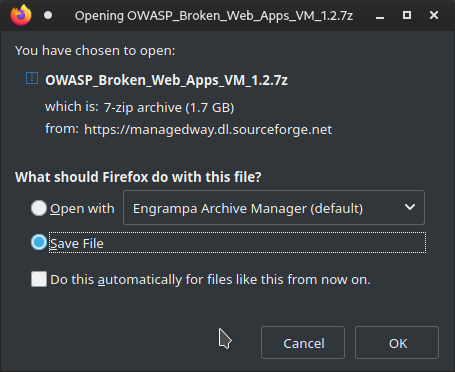 Opening OWASP_Broken_Web_Apps_VM_1.2.7z
You have chosen to open:
OWASP_Broken_Web_Apps_VM_1.2.7z
which is: 7-zip archive (1.7 GB)
from: https://managedway.dl.sourceforge.net
What should Firefox do with this file?
Open with Engrampa Archive Manager (default)
Save File
Do this automatically for files like this from now on.
Cancel OK